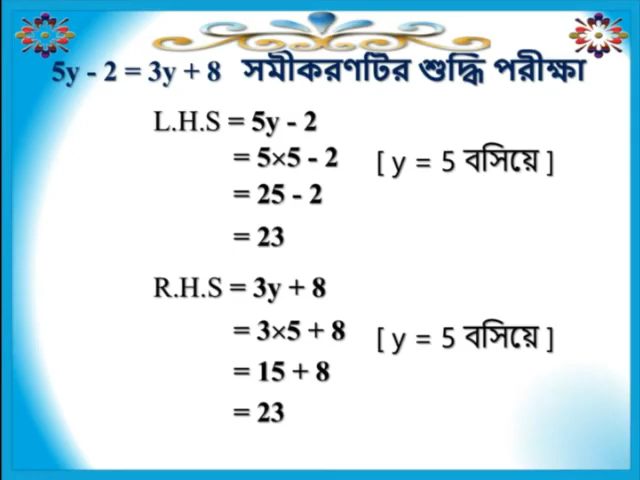 5y - 2 = 3y + 8 সমীকরণটির শুদ্ধি পরীক্ষা
L.H.S = 5y - 2
= 5×5 - 2 [ y = 5 বসিয়ে ]
= 25 - 2
= 23
R.H.S = 3y + 8
= 3×5 + 8 [ y = 5 বসিয়ে ]
= 15 + 8
= 23